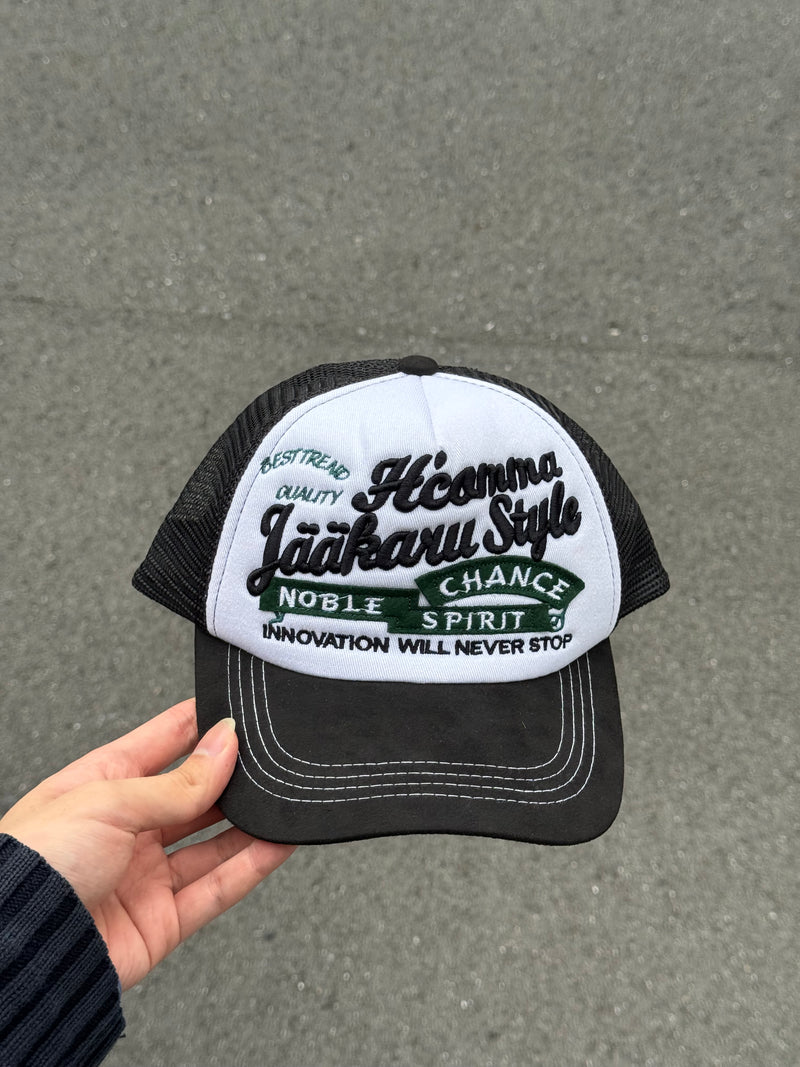 BEST TREND
QUALITY
H'comma
Jääkaru Style
CHANCE
NOBLE
SPIRIT
INNOVATION WILL NEVER STOP